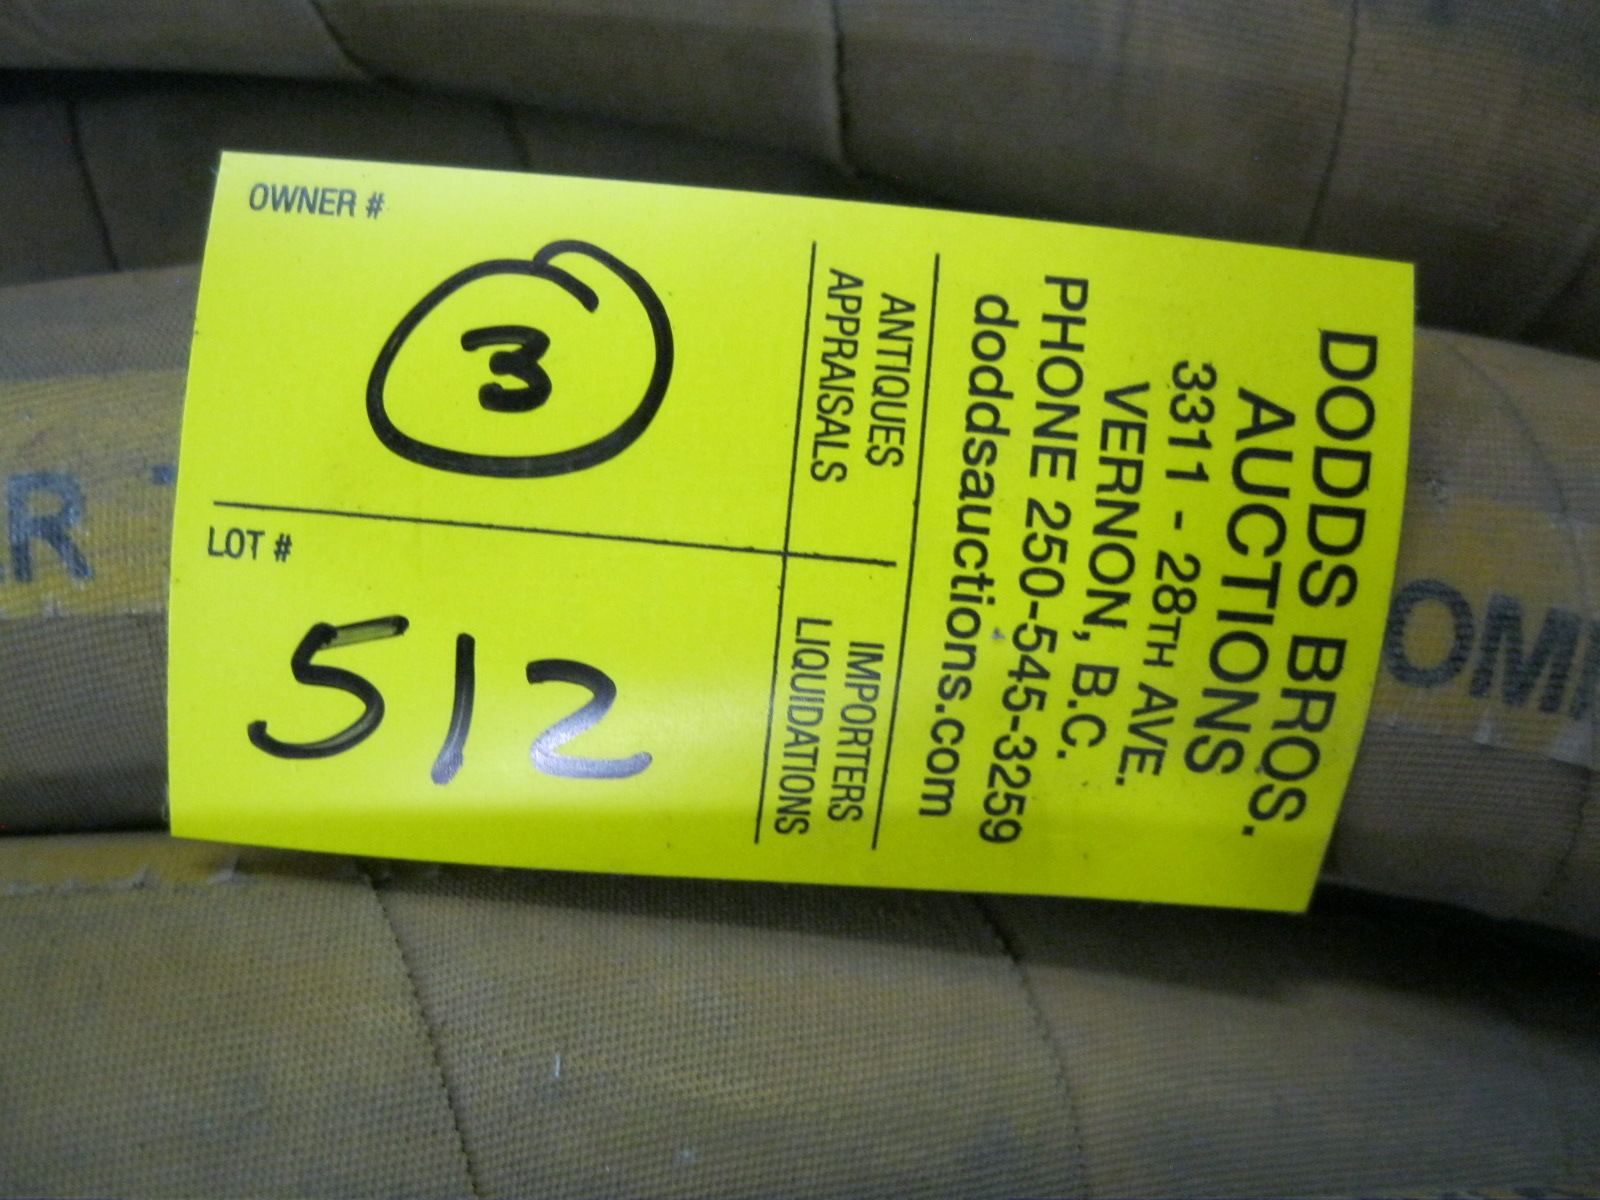 DODDS BROS.
AUCTIONS
3311 - 28TH AVE.
VERNON, B.C.
PHONE 250-545-3259
doddsauctions.com
ANTIQUES
APPRAISALS
IMPORTERS
LIQUIDATIONS
OWNER #
3
LOT #
512